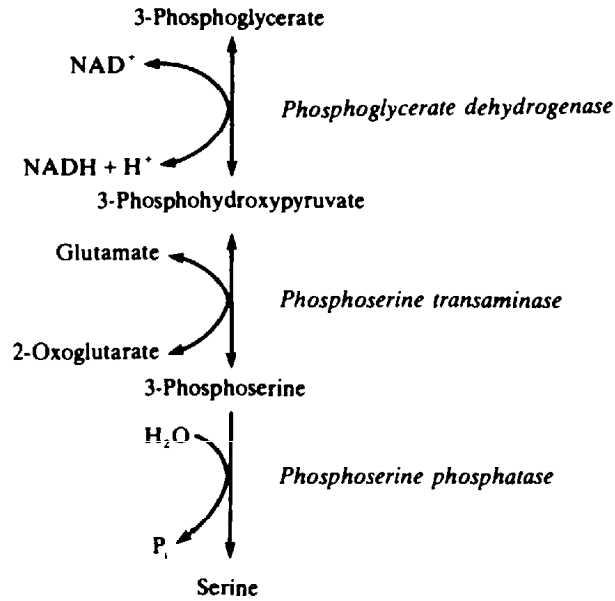 3-Phosphoglycerate
NAD⁺
Phosphoglycerate dehydrogenase
NADH + H⁺
3-Phosphohydroxypyruvate
Glutamate
Phosphoserine transaminase
2-Oxoglutarate
3-Phosphoserine
H₂O
Phosphoserine phosphatase
Pᵢ
Serine